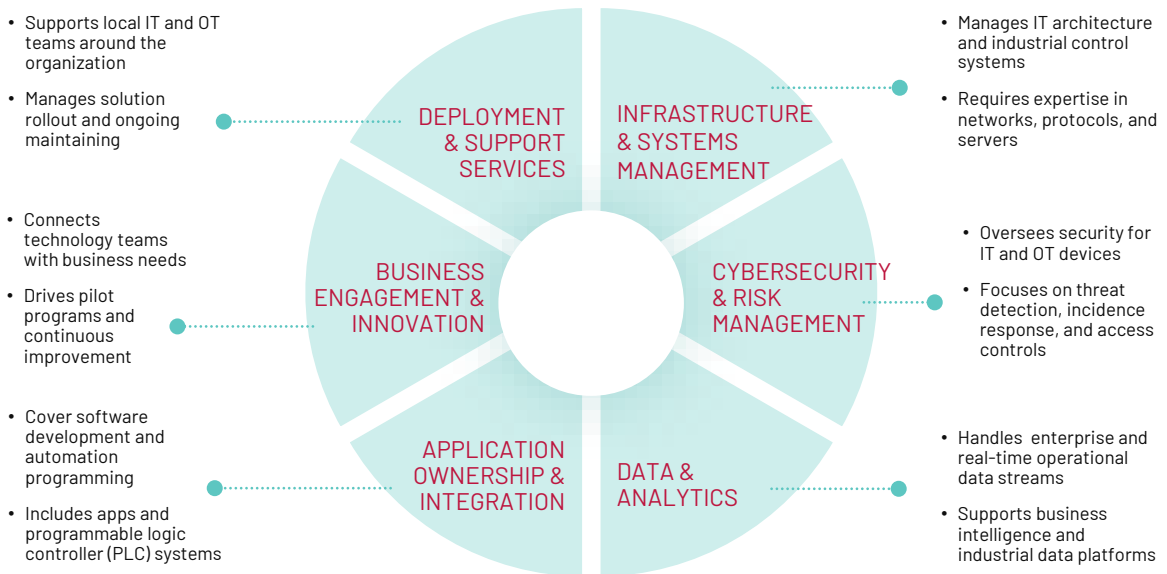 • Supports local IT and OT
teams around the
organization
• Manages solution
rollout and ongoing
maintaining
DEPLOYMENT
& SUPPORT
SERVICES
INFRASTRUCTURE
& SYSTEMS
MANAGEMENT
• Manages IT architecture
and industrial control
systems
• Requires expertise in
networks, protocols, and
servers
• Connects
technology teams
with business needs
• Drives pilot
programs and
continuous
improvement
BUSINESS
ENGAGEMENT &
INNOVATION
CYBERSECURITY
& RISK
MANAGEMENT
• Oversees security for
IT and OT devices
• Focuses on threat
detection, incidence
response, and access
controls
• Cover software
development and
automation
programming
• Includes apps and
programmable logic
controller (PLC) systems
APPLICATION
OWNERSHIP &
INTEGRATION
DATA &
ANALYTICS
• Handles enterprise and
real-time operational
data streams
• Supports business
intelligence and
industrial data platforms